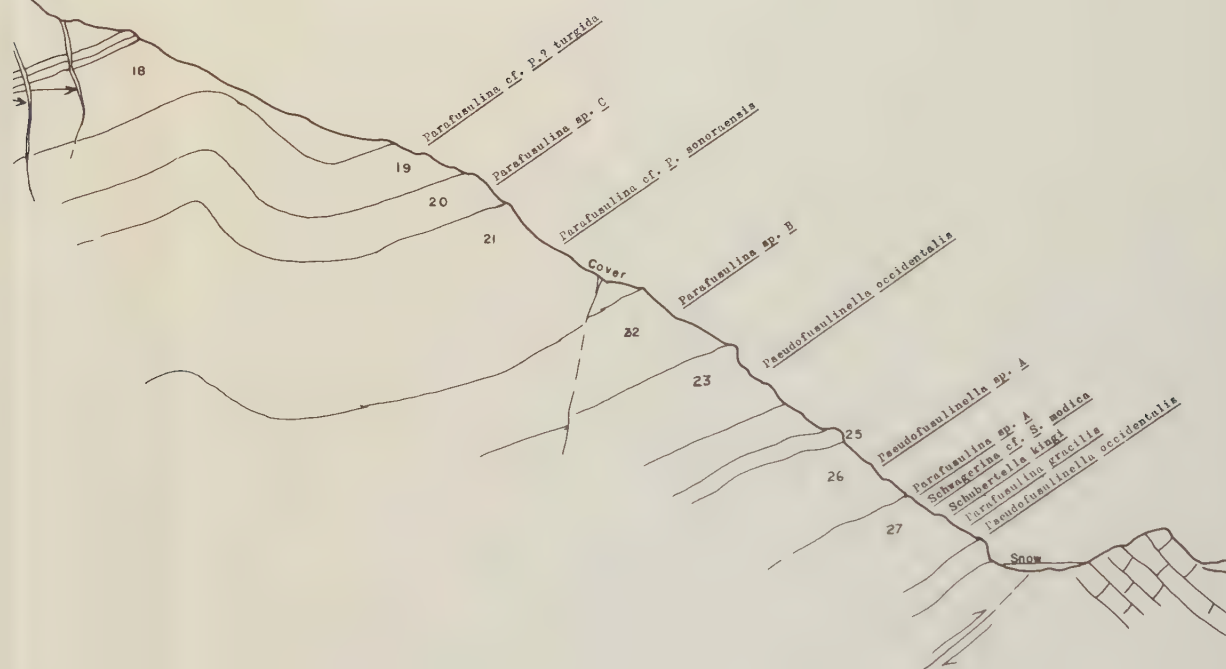 18
Parafusulina cf. P.? turgida
19
Parafusulina sp. C
20
Parafusulina cf. P. sonoraensis
21
Cover
Parafusulina sp. B
22
Pseudofusulinella occidentalis
23
25
Pseudofusulinella sp. A
26
Parafusulina sp. A
Schwagerina cf. S. modica
Schubertella kingi
Parafusulina gracilis
Pseudofusulinella occidentalis
27
Snow